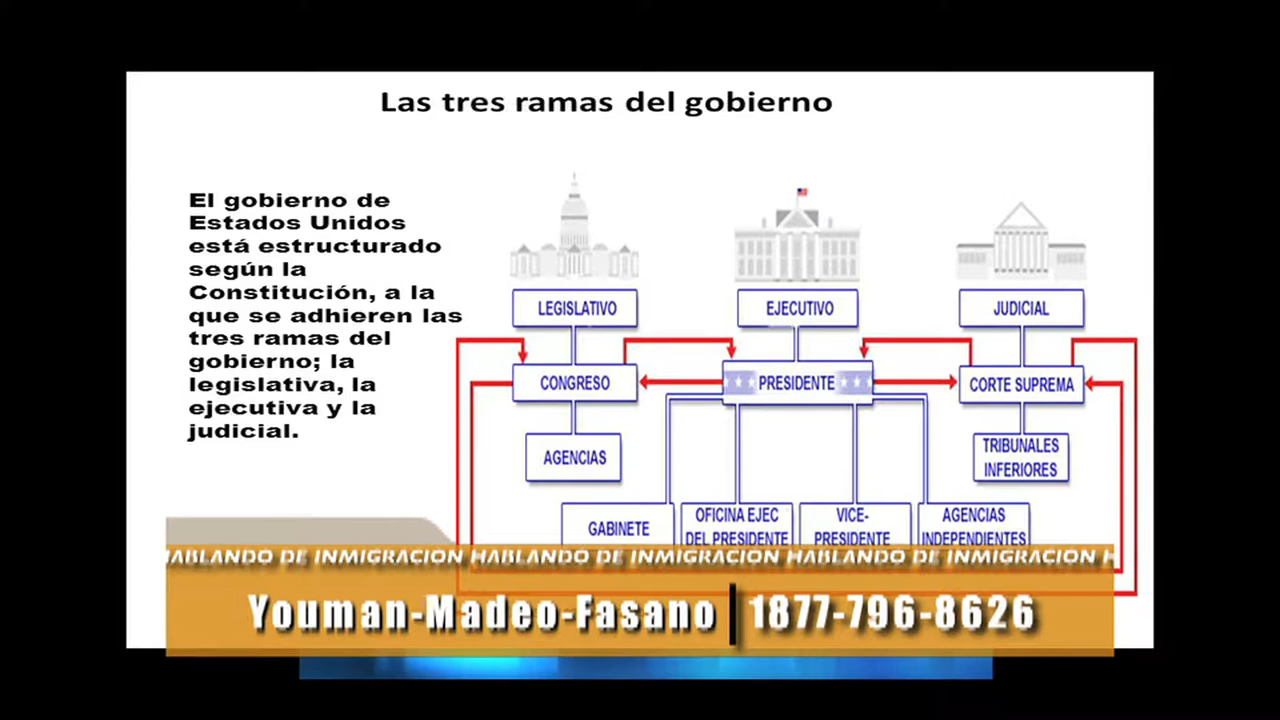 Las tres ramas del gobierno
El gobierno de
Estados Unidos
está estructurado
según la
Constitución, a la
que se adhieren las
tres ramas del
gobierno; la
legislativa, la
ejecutiva y la
judicial.
LEGISLATIVO
EJECUTIVO
JUDICIAL
CONGRESO
PRESIDENTE
CORTE SUPREMA
AGENCIAS
TRIBUNALES
INFERIORES
GABINETE
OFICINA EJEC
DEL PRESIDENTE
VICE-
PRESIDENTE
AGENCIAS
INDEPENDIENTES
HABLANDO DE INMIGRACION HABLANDO DE INMIGRACION HABLANDO DE INMIGRACION H
Youman-Madeo-Fasano 1877-796-8626